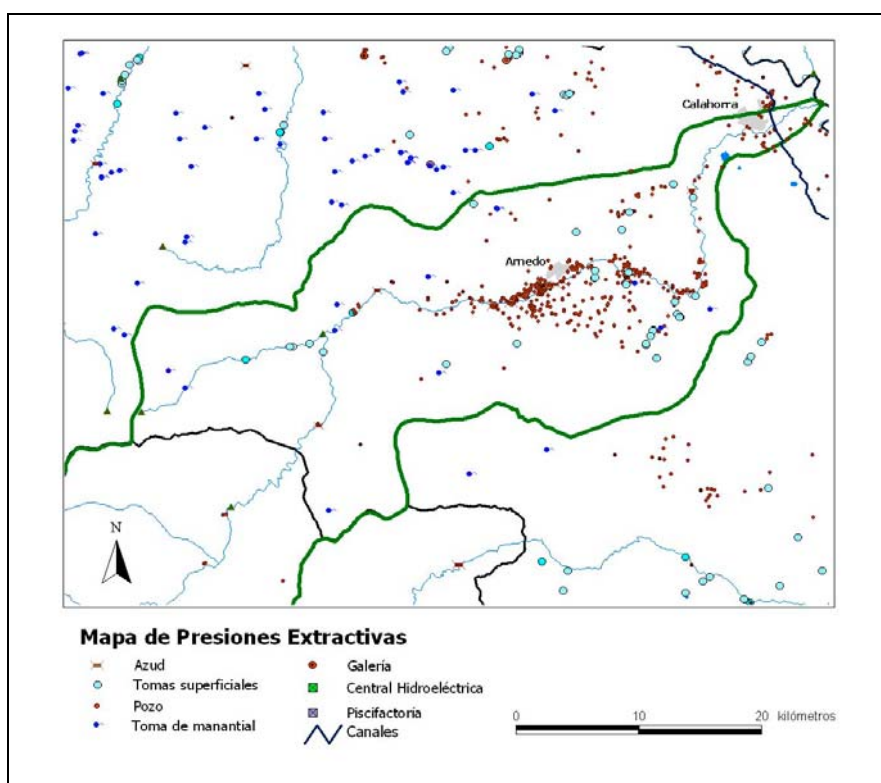 Calahorra
Arnedo
N
Mapa de Presiones Extractivas
Azud
Tomas superficiales
Pozo
Toma de manantial
Galería
Central Hidroeléctrica
Piscifactoria
Canales
0 10 20 kilómetros